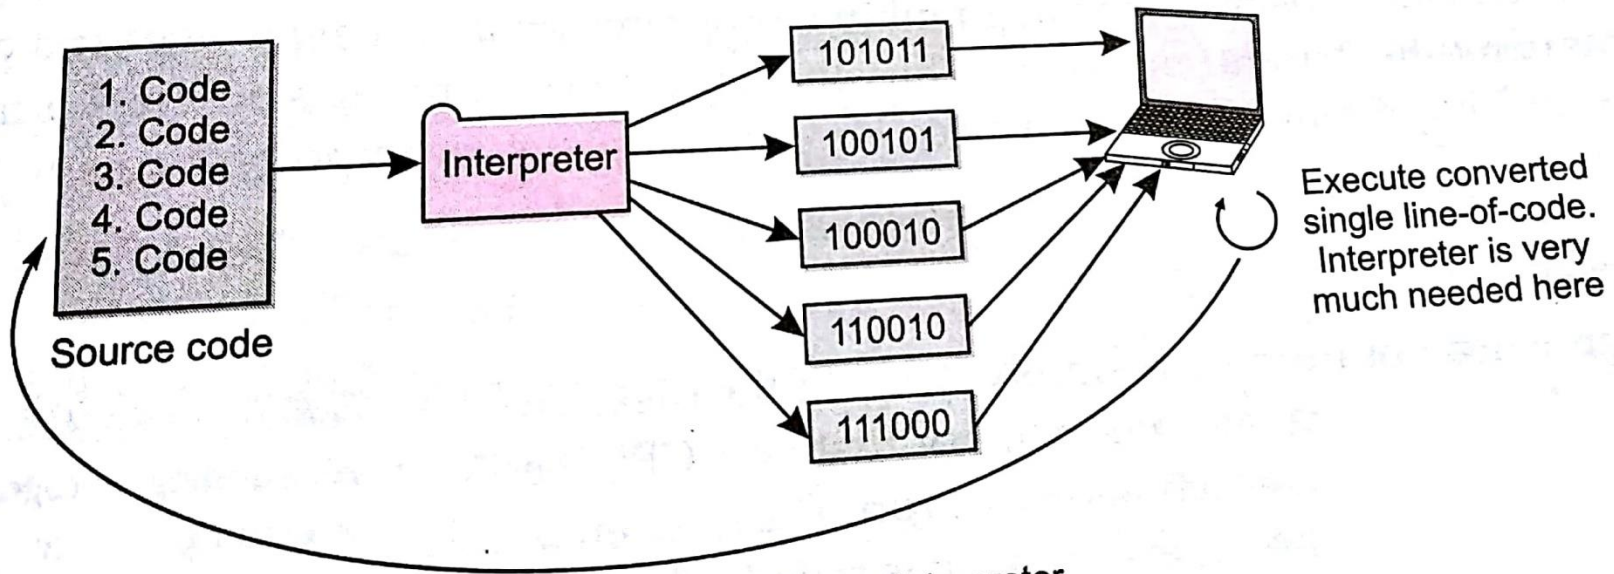 1. Code
2. Code
3. Code
4. Code
5. Code
Source code
Interpreter
101011
100101
100010
110010
111000
Execute converted
single line-of-code.
Interpreter is very
much needed here